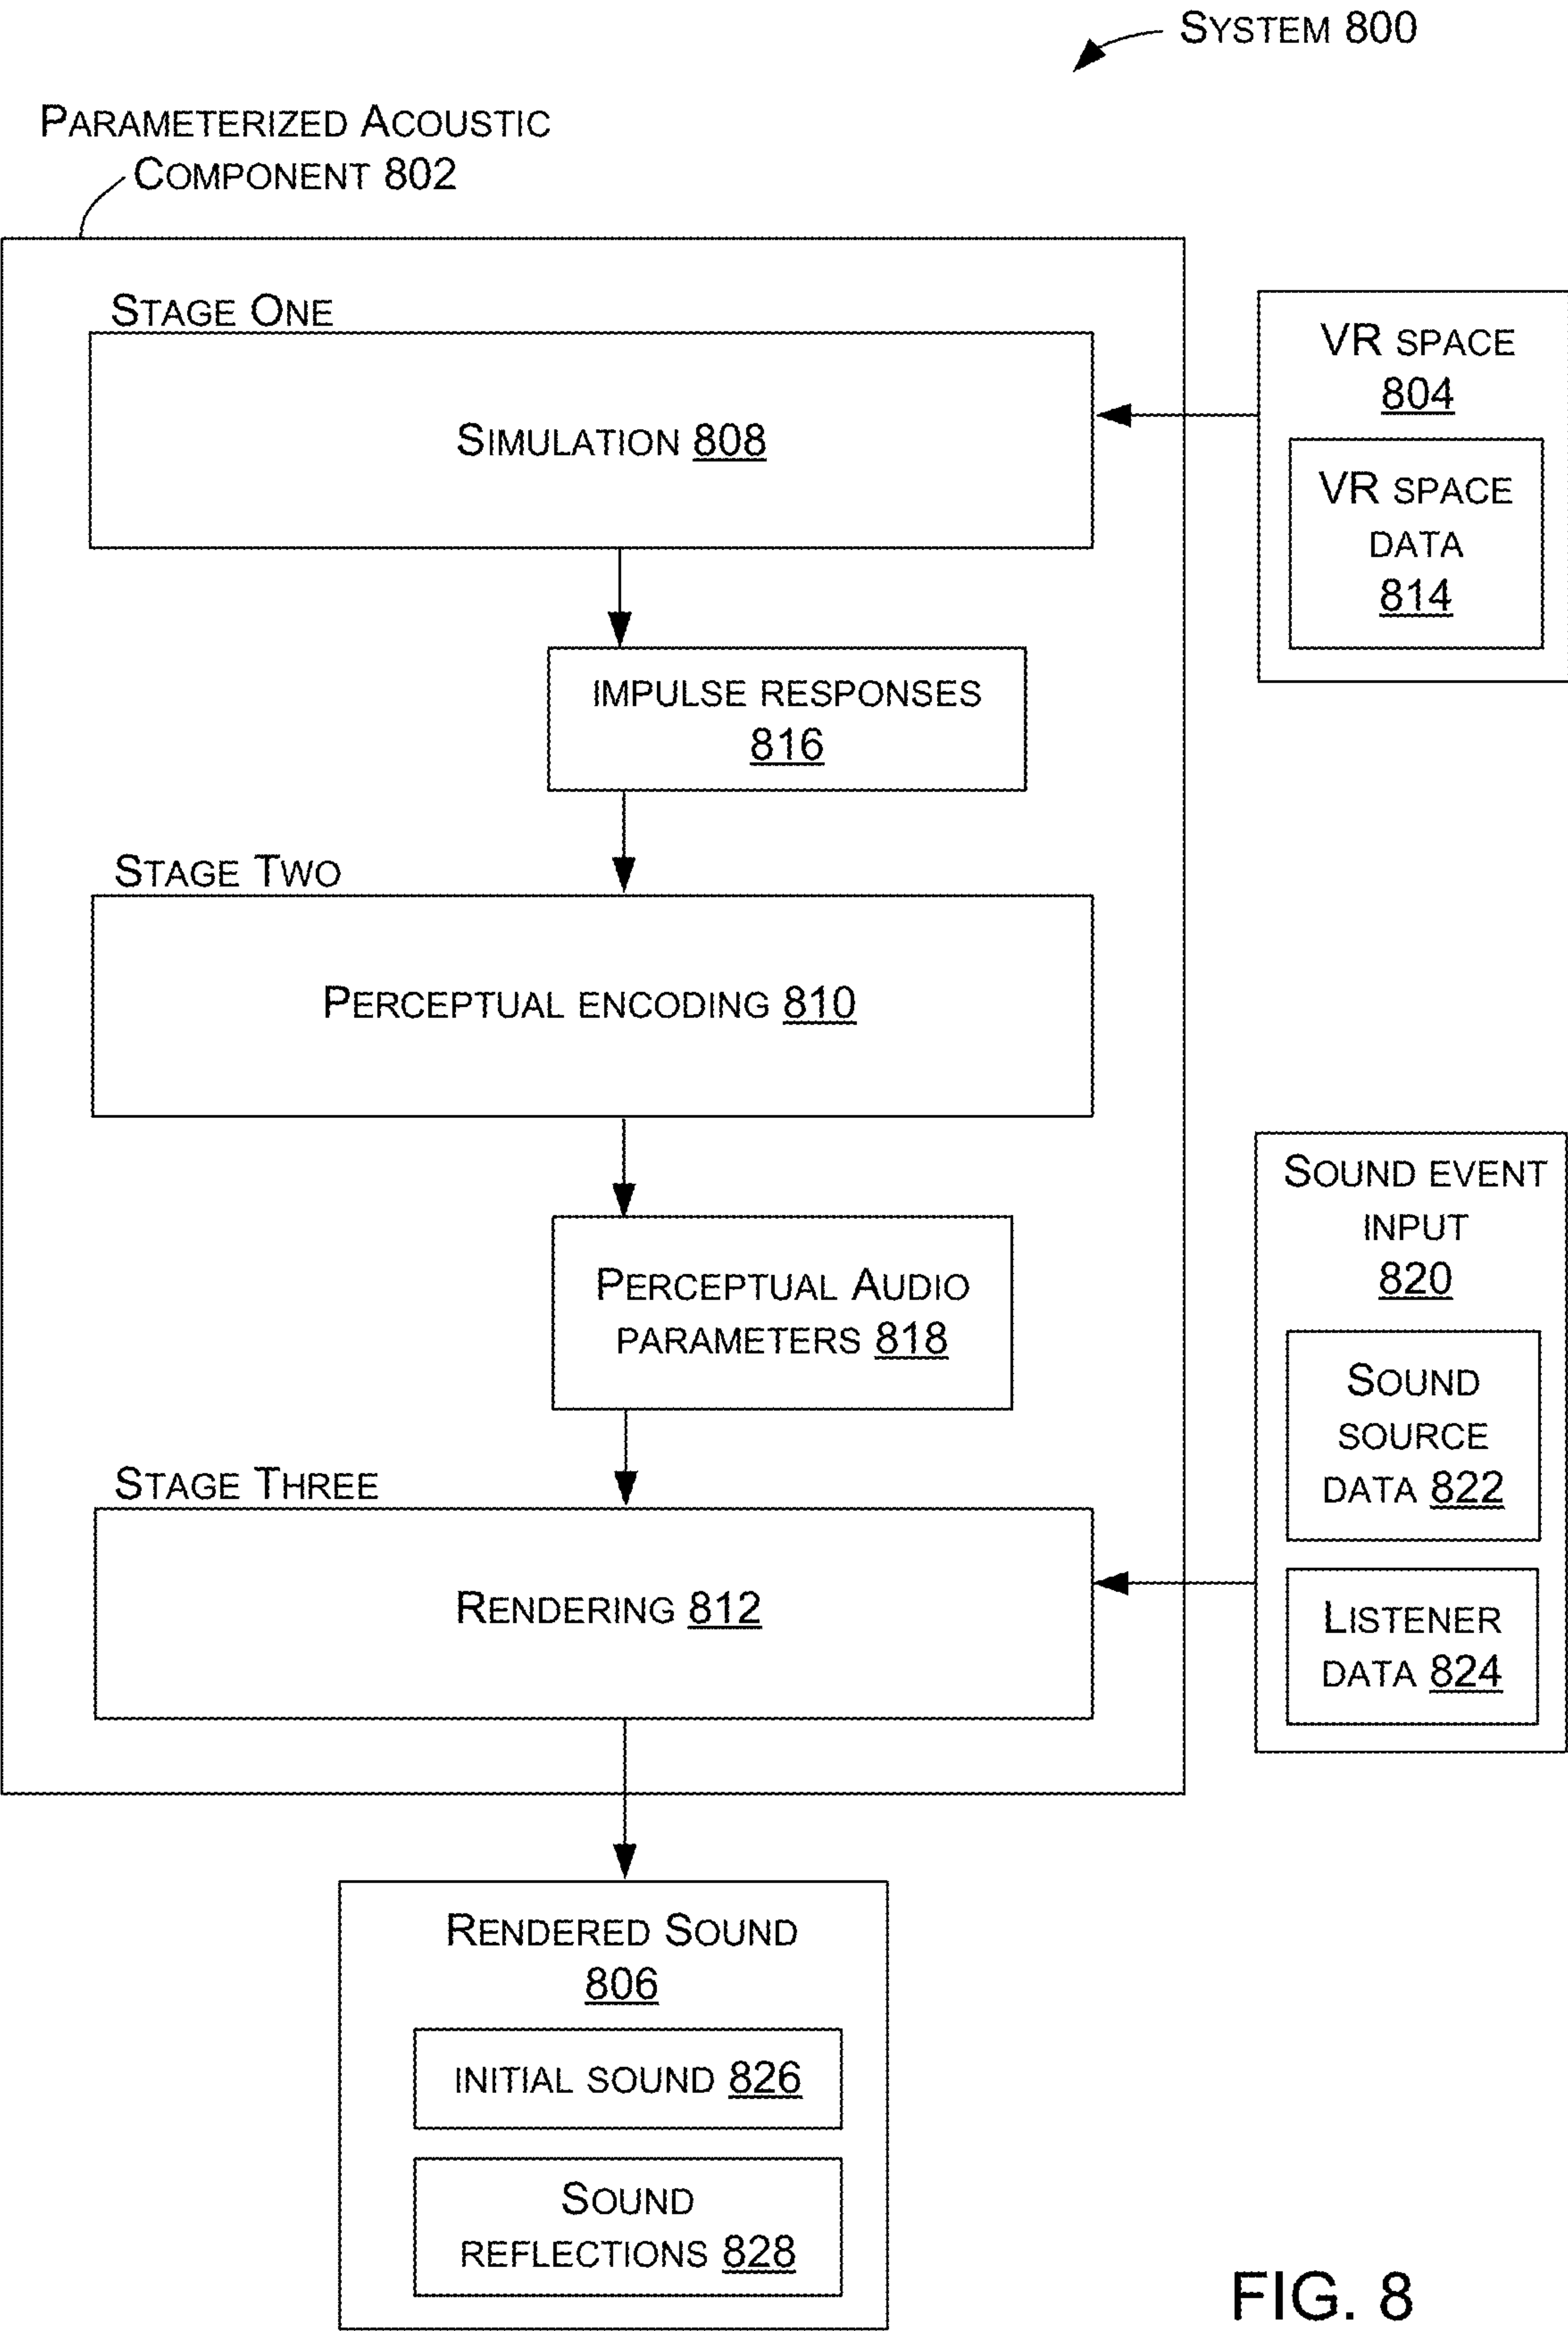 SYSTEM 800
PARAMETERIZED ACOUSTIC
COMPONENT 802
STAGE ONE
SIMULATION 808
VR SPACE
804
VR SPACE
DATA
814
IMPULSE RESPONSES
816
STAGE TWO
PERCEPTUAL ENCODING 810
PERCEPTUAL AUDIO
PARAMETERS 818
SOUND EVENT
INPUT
820
SOUND
SOURCE
DATA 822
LISTENER
DATA 824
STAGE THREE
RENDERING 812
RENDERED SOUND
806
INITIAL SOUND 826
SOUND
REFLECTIONS 828
FIG. 8